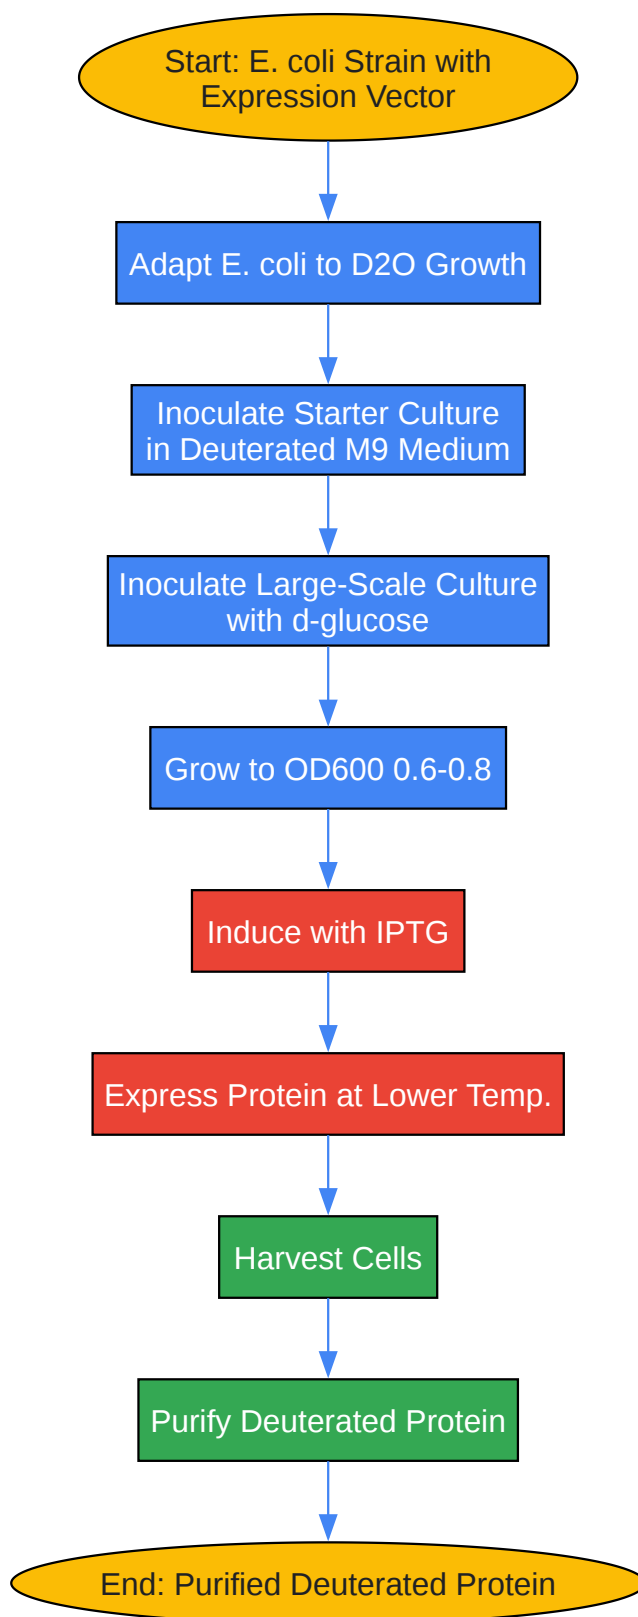 Start: E. coli Strain with
Expression Vector
Adapt E. coli to D2O Growth
Inoculate Starter Culture
in Deuterated M9 Medium
Inoculate Large-Scale Culture
with d-glucose
Grow to OD600 0.6-0.8
Induce with IPTG
Express Protein at Lower Temp.
Harvest Cells
Purify Deuterated Protein
End: Purified Deuterated Protein